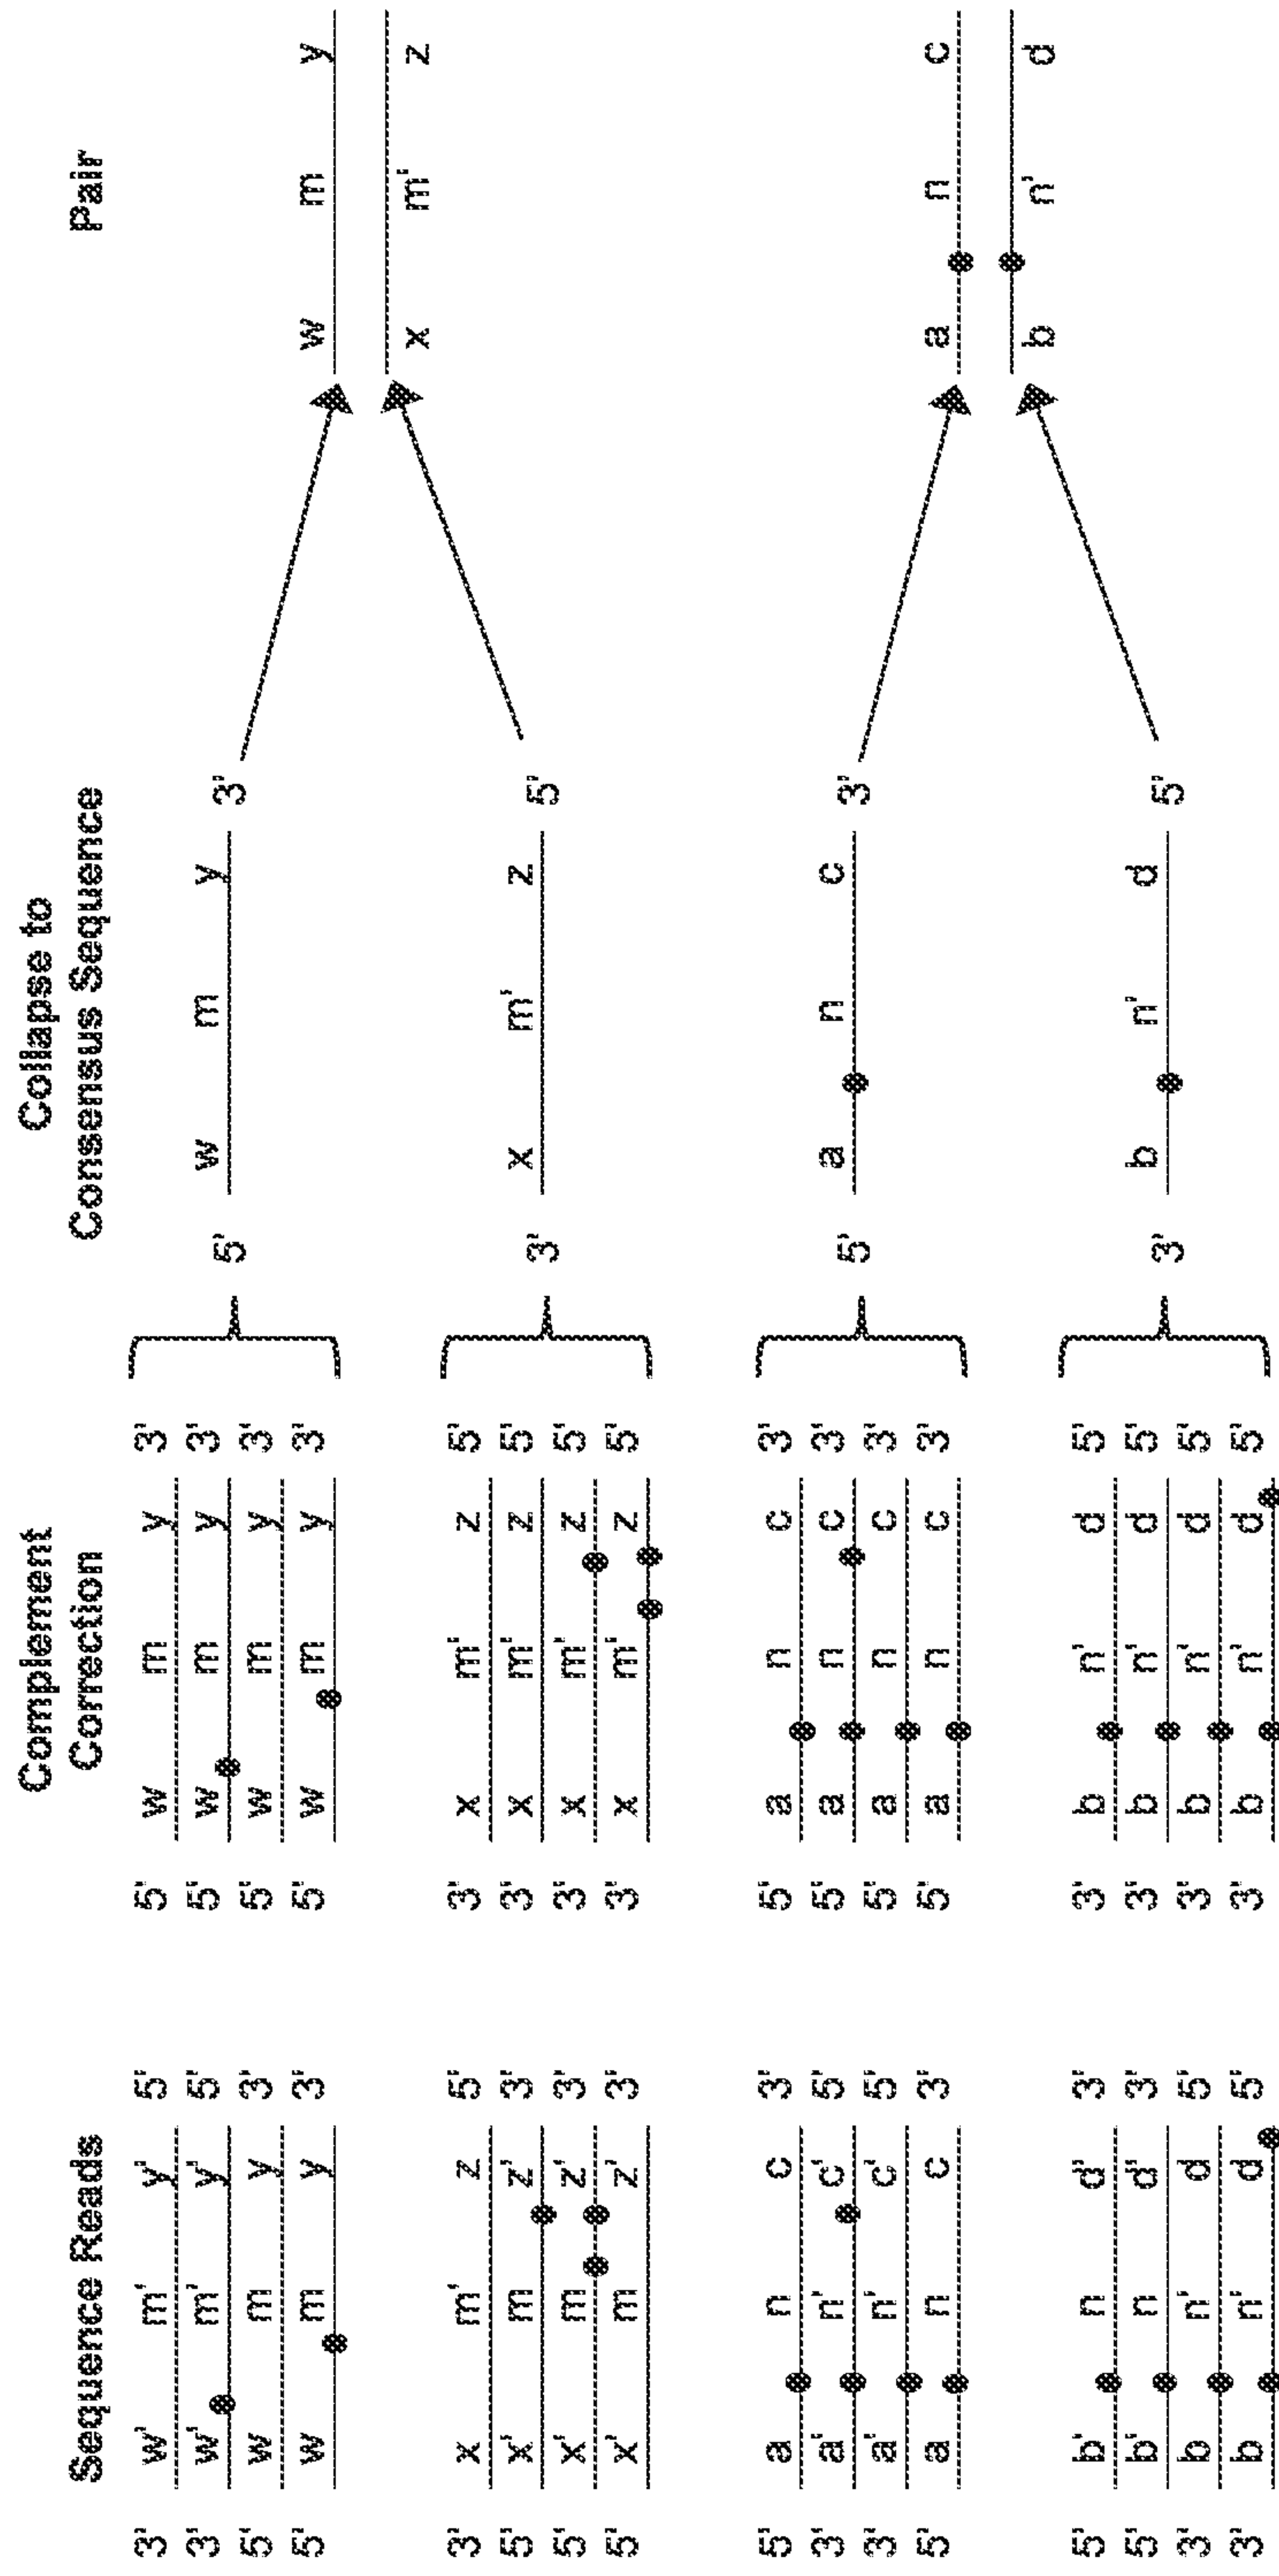 Sequence Reads
3' w' m' y' 5'
3' w' m' y' 5'
5' w m y 3'
5' w m y 3'
3' x m' z 5'
5' x' m z' 3'
5' x' m z' 3'
5' x' m z' 3'
5' a n c 3'
3' a' n' c' 5'
3' a' n' c' 5'
5' a n c 3'
5' b' n d' 3'
5' b' n d' 3'
3' b n' d 5'
3' b n' d 5'
Complement
Correction
5' w m y 3'
5' w m y 3'
5' w m y 3'
5' w m y 3'
3' x m' z 5'
3' x m' z 5'
3' x m' z 5'
3' x m' z 5'
5' a n c 3'
5' a n c 3'
5' a n c 3'
5' a n c 3'
3' b n' d 5'
3' b n' d 5'
3' b n' d 5'
3' b n' d 5'
Collapse to
Consensus Sequence
5' w m y 3'
3' x m' z 5'
5' a n c 3'
3' b n' d 5'
Pair
w m y
x m' z
a n c
b n' d